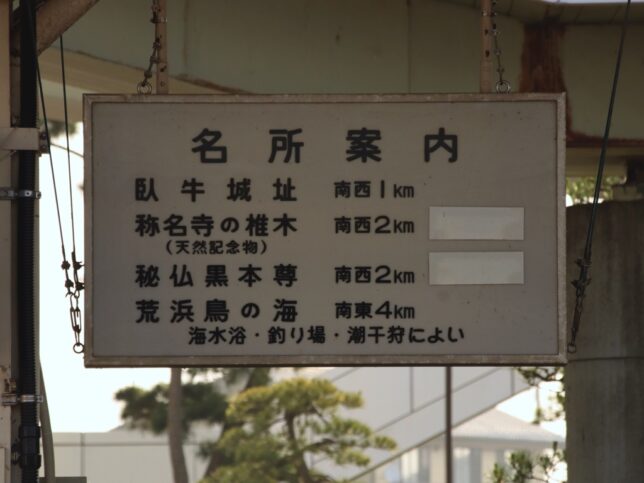 名所案内
臥牛城址 南西1km
称名寺の椎木 南西2km
(天然記念物)
秘仏黒本尊 南西2km
荒浜鳥の海 南東4km
海水浴・釣り場・潮干狩によい